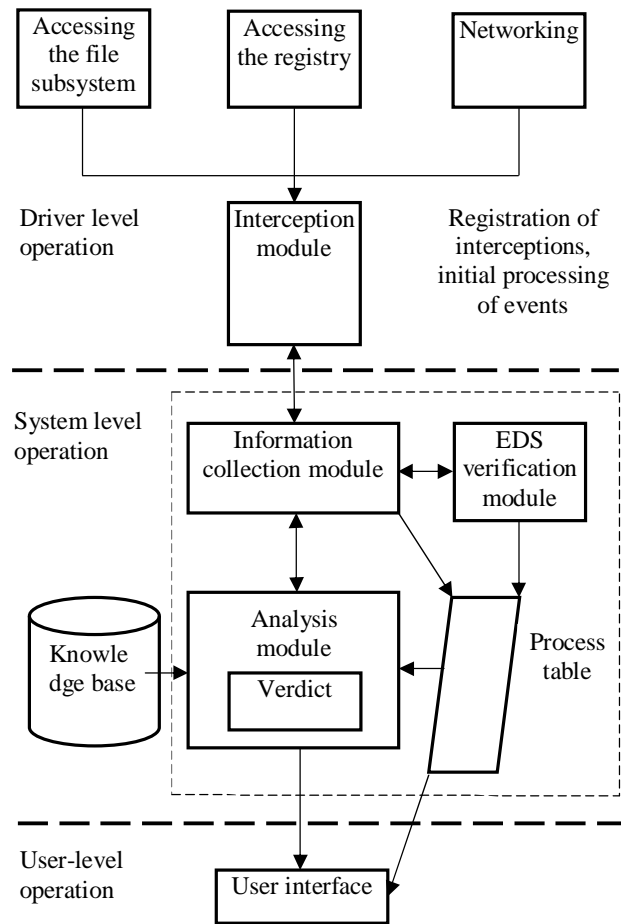 Accessing
the file
subsystem
Accessing
the registry
Networking
Driver level
operation
Interception
module
Registration of
interceptions,
initial processing
of events
System level
operation
Information
collection module
EDS
verification
module
Knowle
dge base
Analysis
module
Verdict
Process
table
User-level
operation
User interface